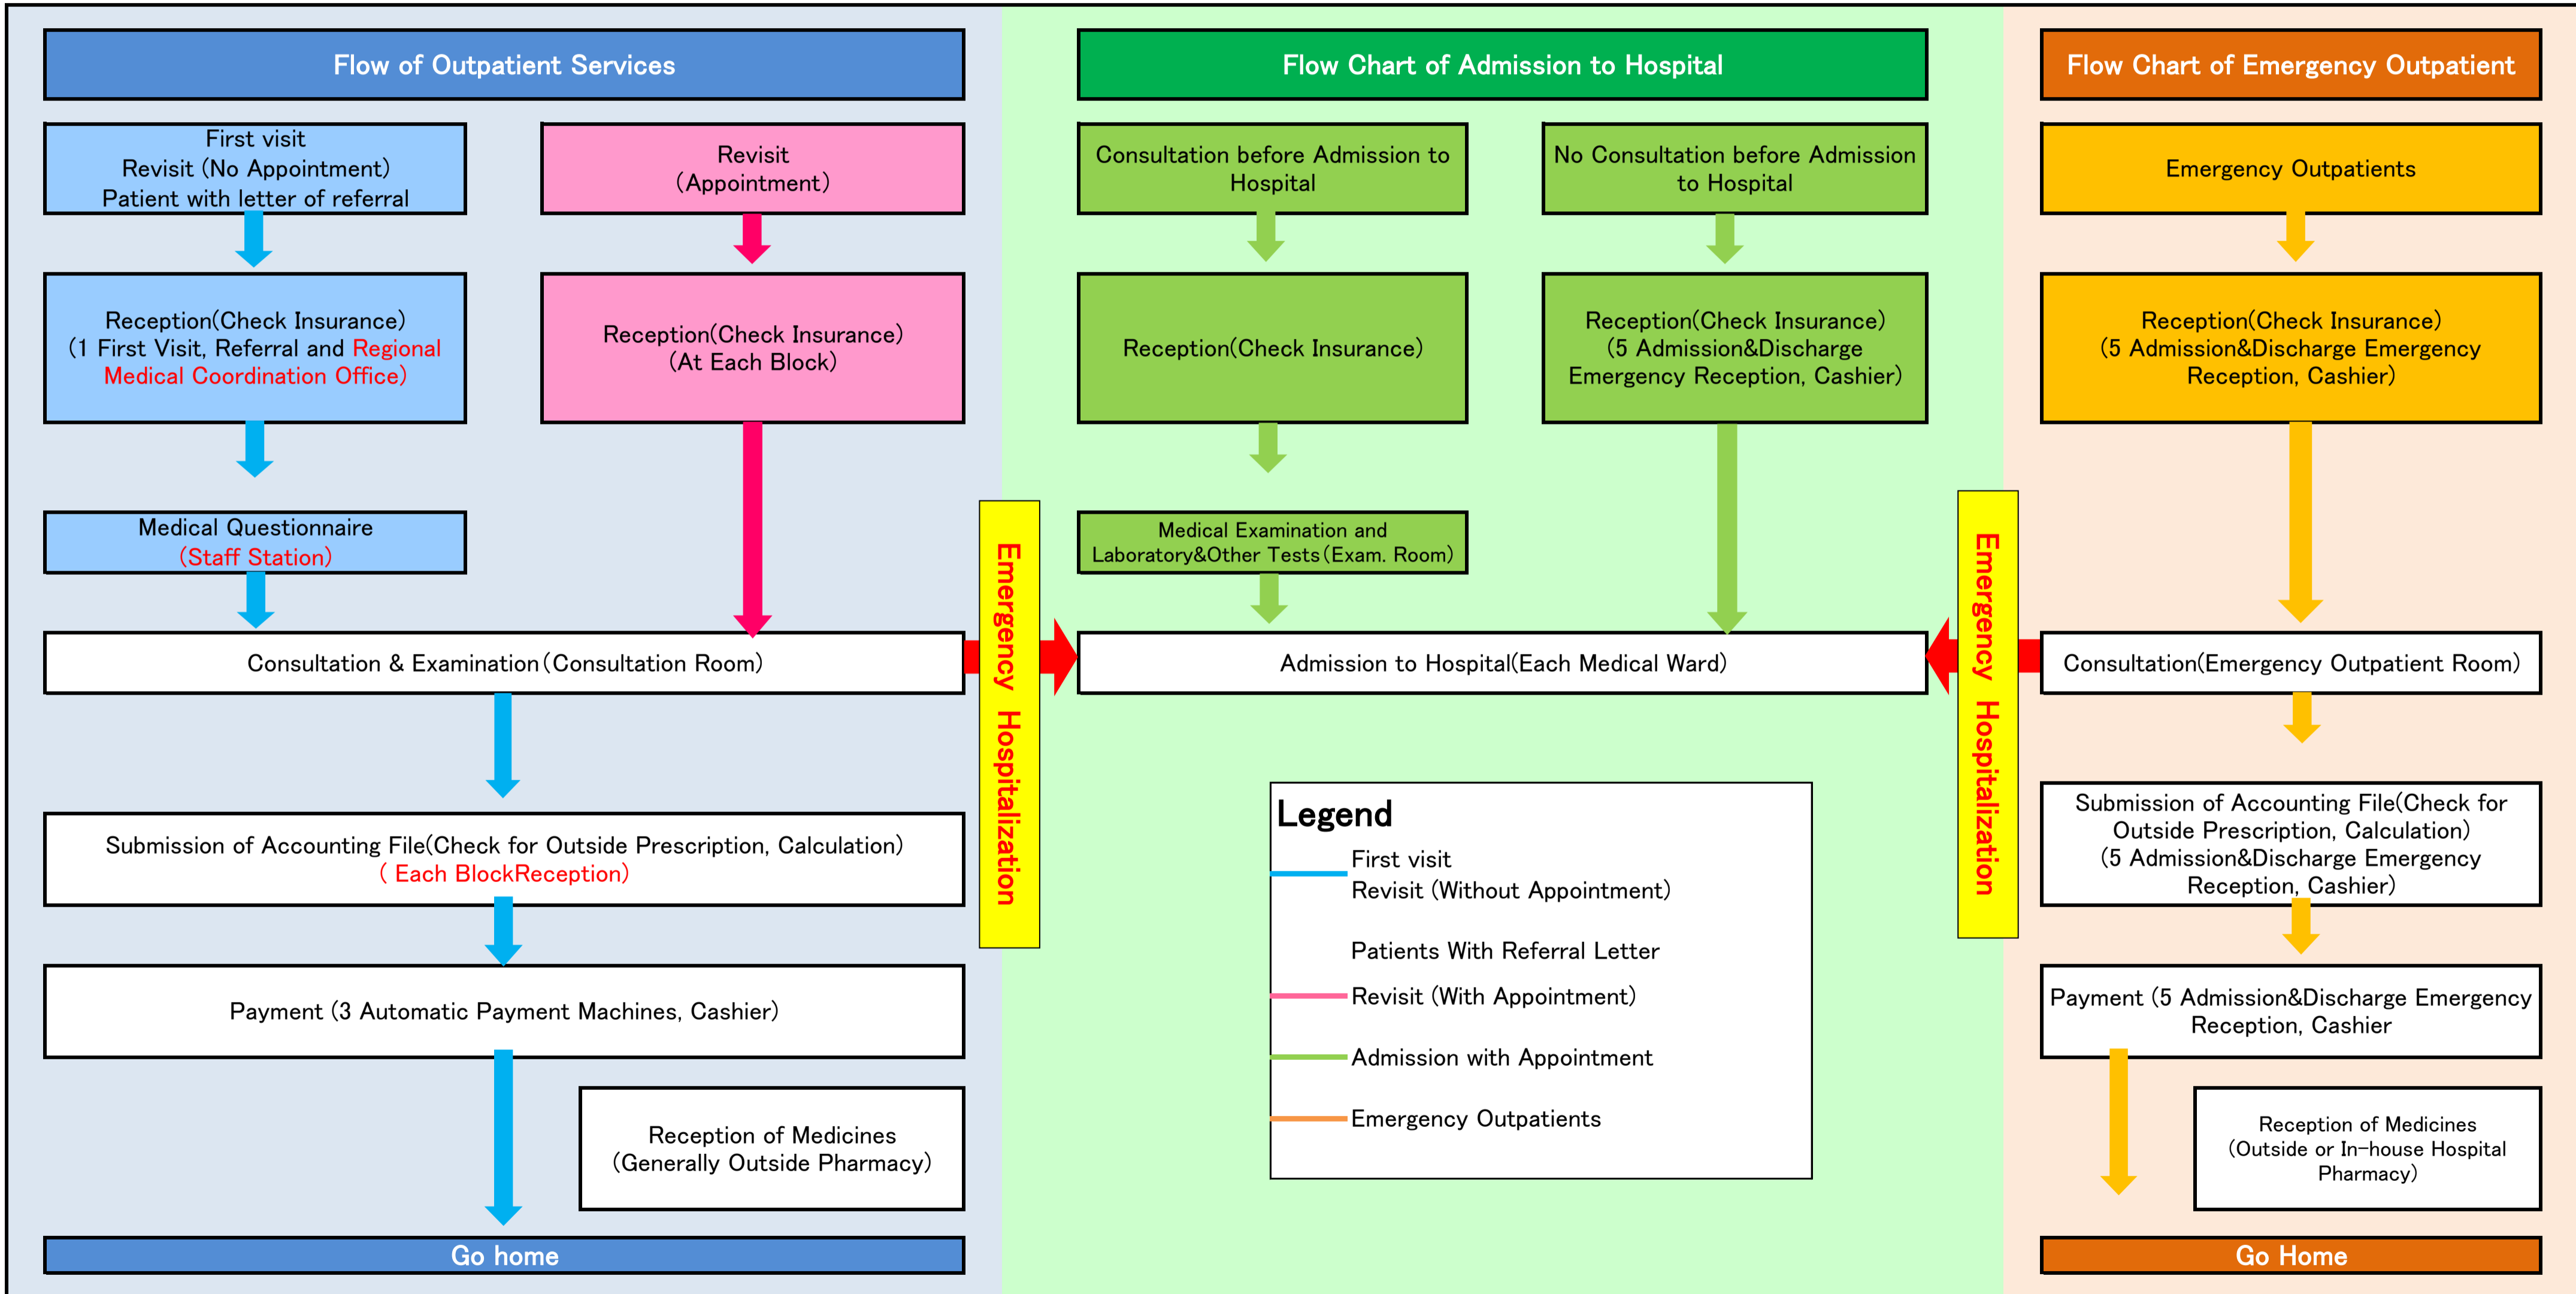 Flow of Outpatient Services
First visit
Revisit (No Appointment)
Patient with letter of referral
Revisit
(Appointment)
Reception(Check Insurance)
(1 First Visit, Referral and Regional
Medical Coordination Office)
Reception(Check Insurance)
(At Each Block)
Medical Questionnaire
(Staff Station)
Consultation & Examination(Consultation Room)
Submission of Accounting File(Check for Outside Prescription, Calculation)
( Each BlockReception)
Payment (3 Automatic Payment Machines, Cashier)
Reception of Medicines
(Generally Outside Pharmacy)
Go home
Emergency Hospitalization
Flow Chart of Admission to Hospital
Consultation before Admission to
Hospital
No Consultation before Admission
to Hospital
Reception(Check Insurance)
Reception(Check Insurance)
(5 Admission&Discharge
Emergency Reception, Cashier)
Medical Examination and
Laboratory&Other Tests(Exam. Room)
Admission to Hospital(Each Medical Ward)
Legend
First visit
Revisit (Without Appointment)
Patients With Referral Letter
Revisit (With Appointment)
Admission with Appointment
Emergency Outpatients
Emergency Hospitalization
Flow Chart of Emergency Outpatient
Emergency Outpatients
Reception(Check Insurance)
(5 Admission&Discharge Emergency
Reception, Cashier)
Consultation(Emergency Outpatient Room)
Submission of Accounting File(Check for
Outside Prescription, Calculation)
(5 Admission&Discharge Emergency
Reception, Cashier)
Payment (5 Admission&Discharge Emergency
Reception, Cashier
Reception of Medicines
(Outside or In-house Hospital
Pharmacy)
Go Home